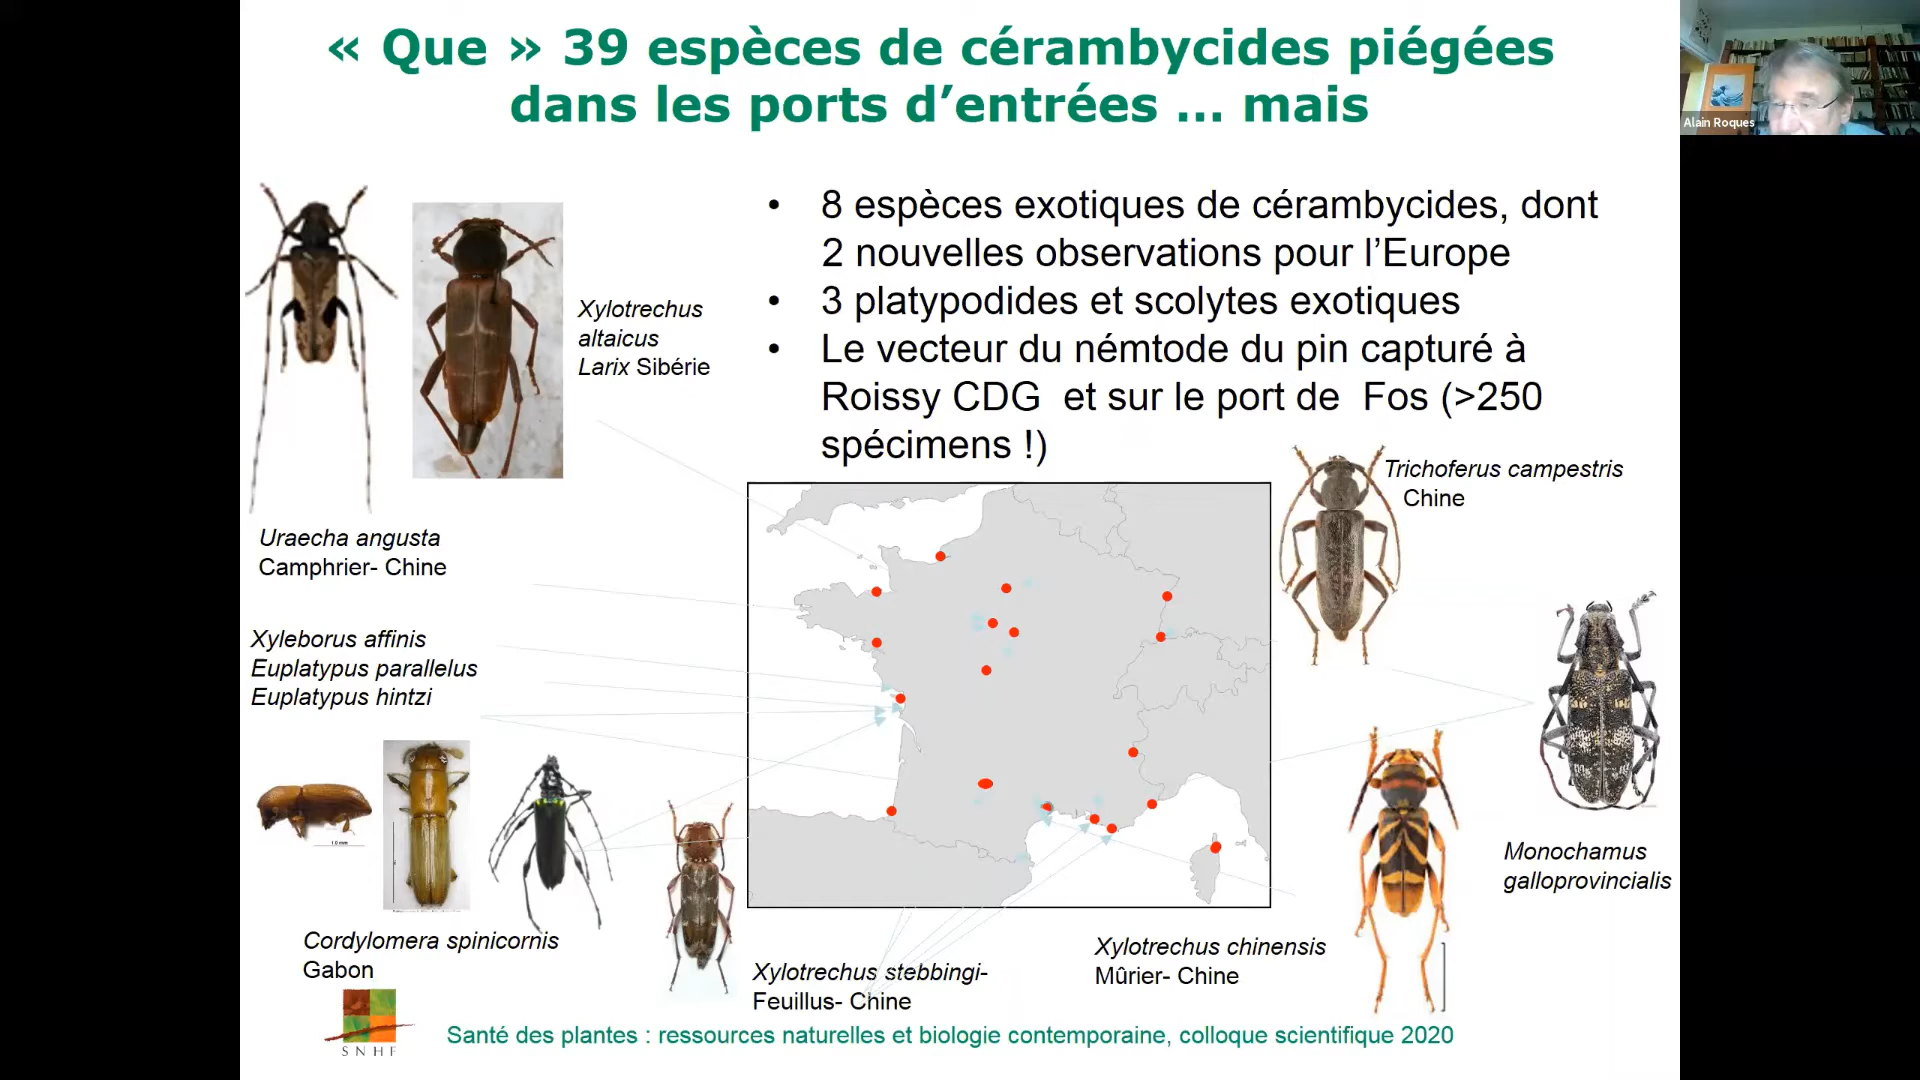 « Que » 39 espèces de cérambycides piégées
dans les ports d’entrées ... mais
Alain Roques
• 8 espèces exotiques de cérambycides, dont
2 nouvelles observations pour l’Europe
• 3 platypodides et scolytes exotiques
• Le vecteur du némtode du pin capturé à
Roissy CDG et sur le port de Fos (>250
spécimens !)
Xylotrechus
altaicus
Larix Sibérie
Uraecha angusta
Camphrier- Chine
Xyleborus affinis
Euplatypus parallelus
Euplatypus hintzi
Trichoferus campestris
Chine
Monochamus
galloprovincialis
1.0 mm
Cordylomera spinicornis
Gabon
Xylotrechus stebbingi-
Feuillus- Chine
Xylotrechus chinensis
Mûrier- Chine
SNHF
Santé des plantes : ressources naturelles et biologie contemporaine, colloque scientifique 2020